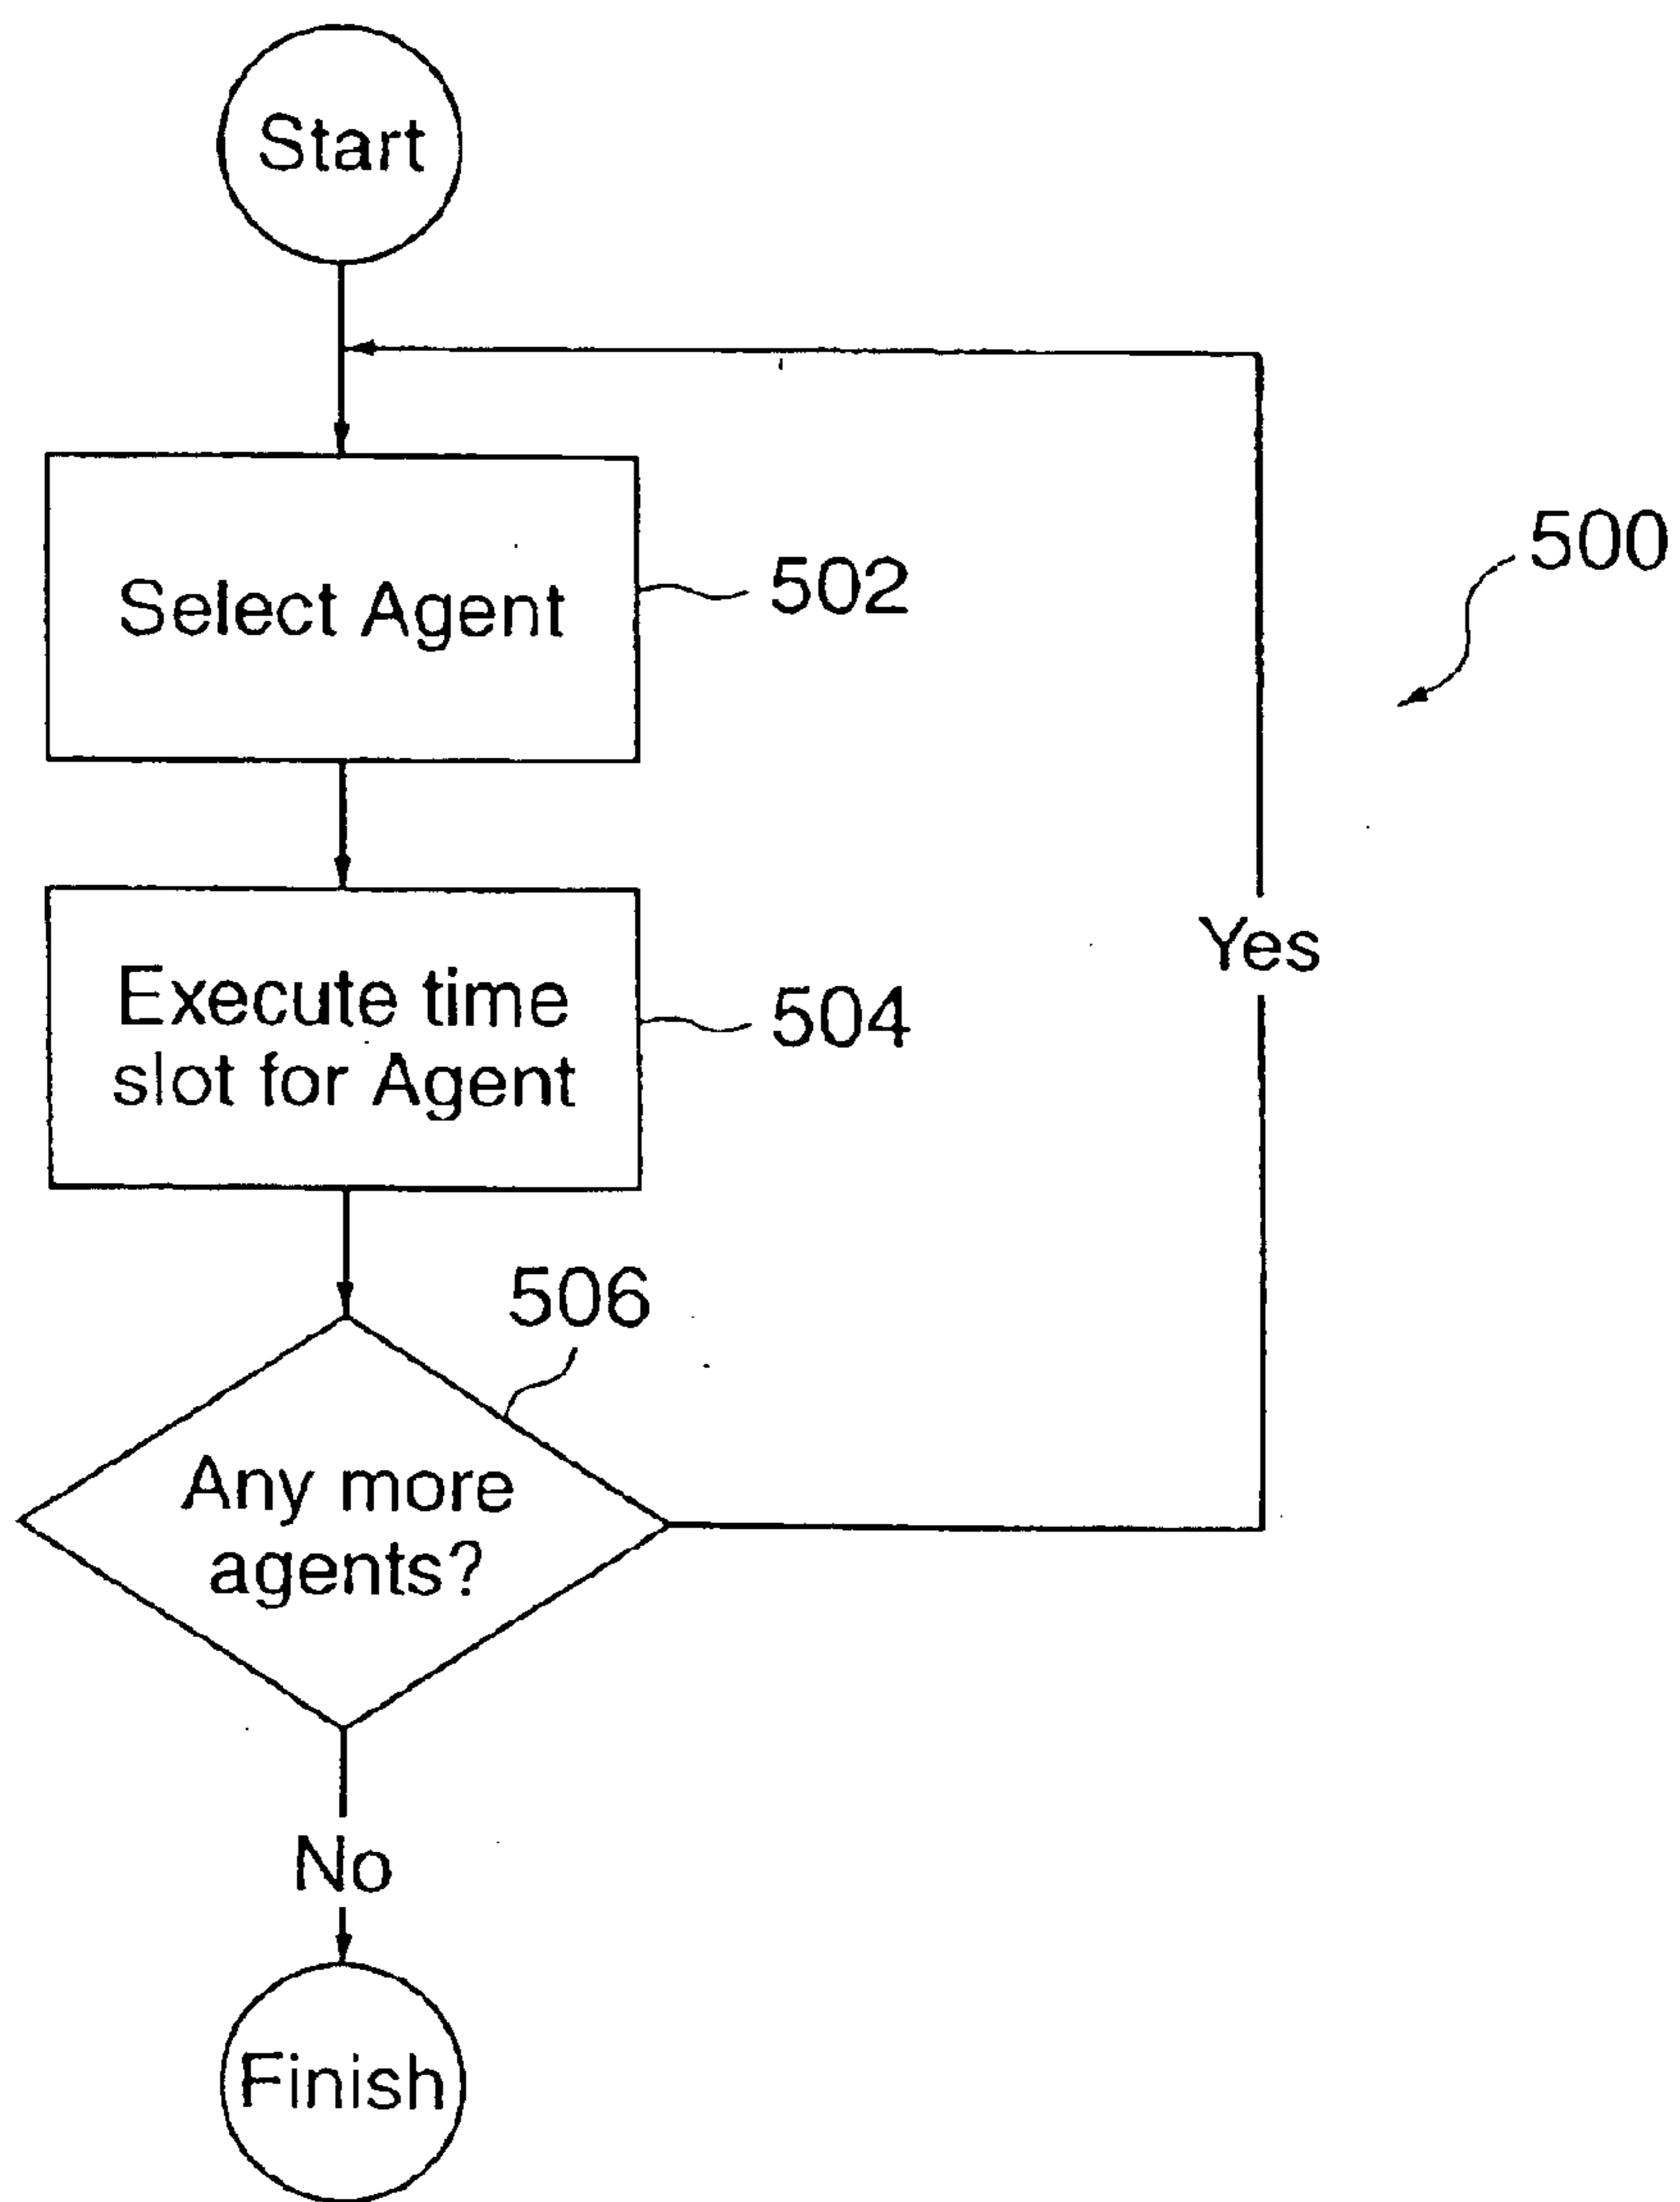 Start
500
Select Agent
502
Yes
Execute time
slot for Agent
504
506
Any more
agents?
No
Finish